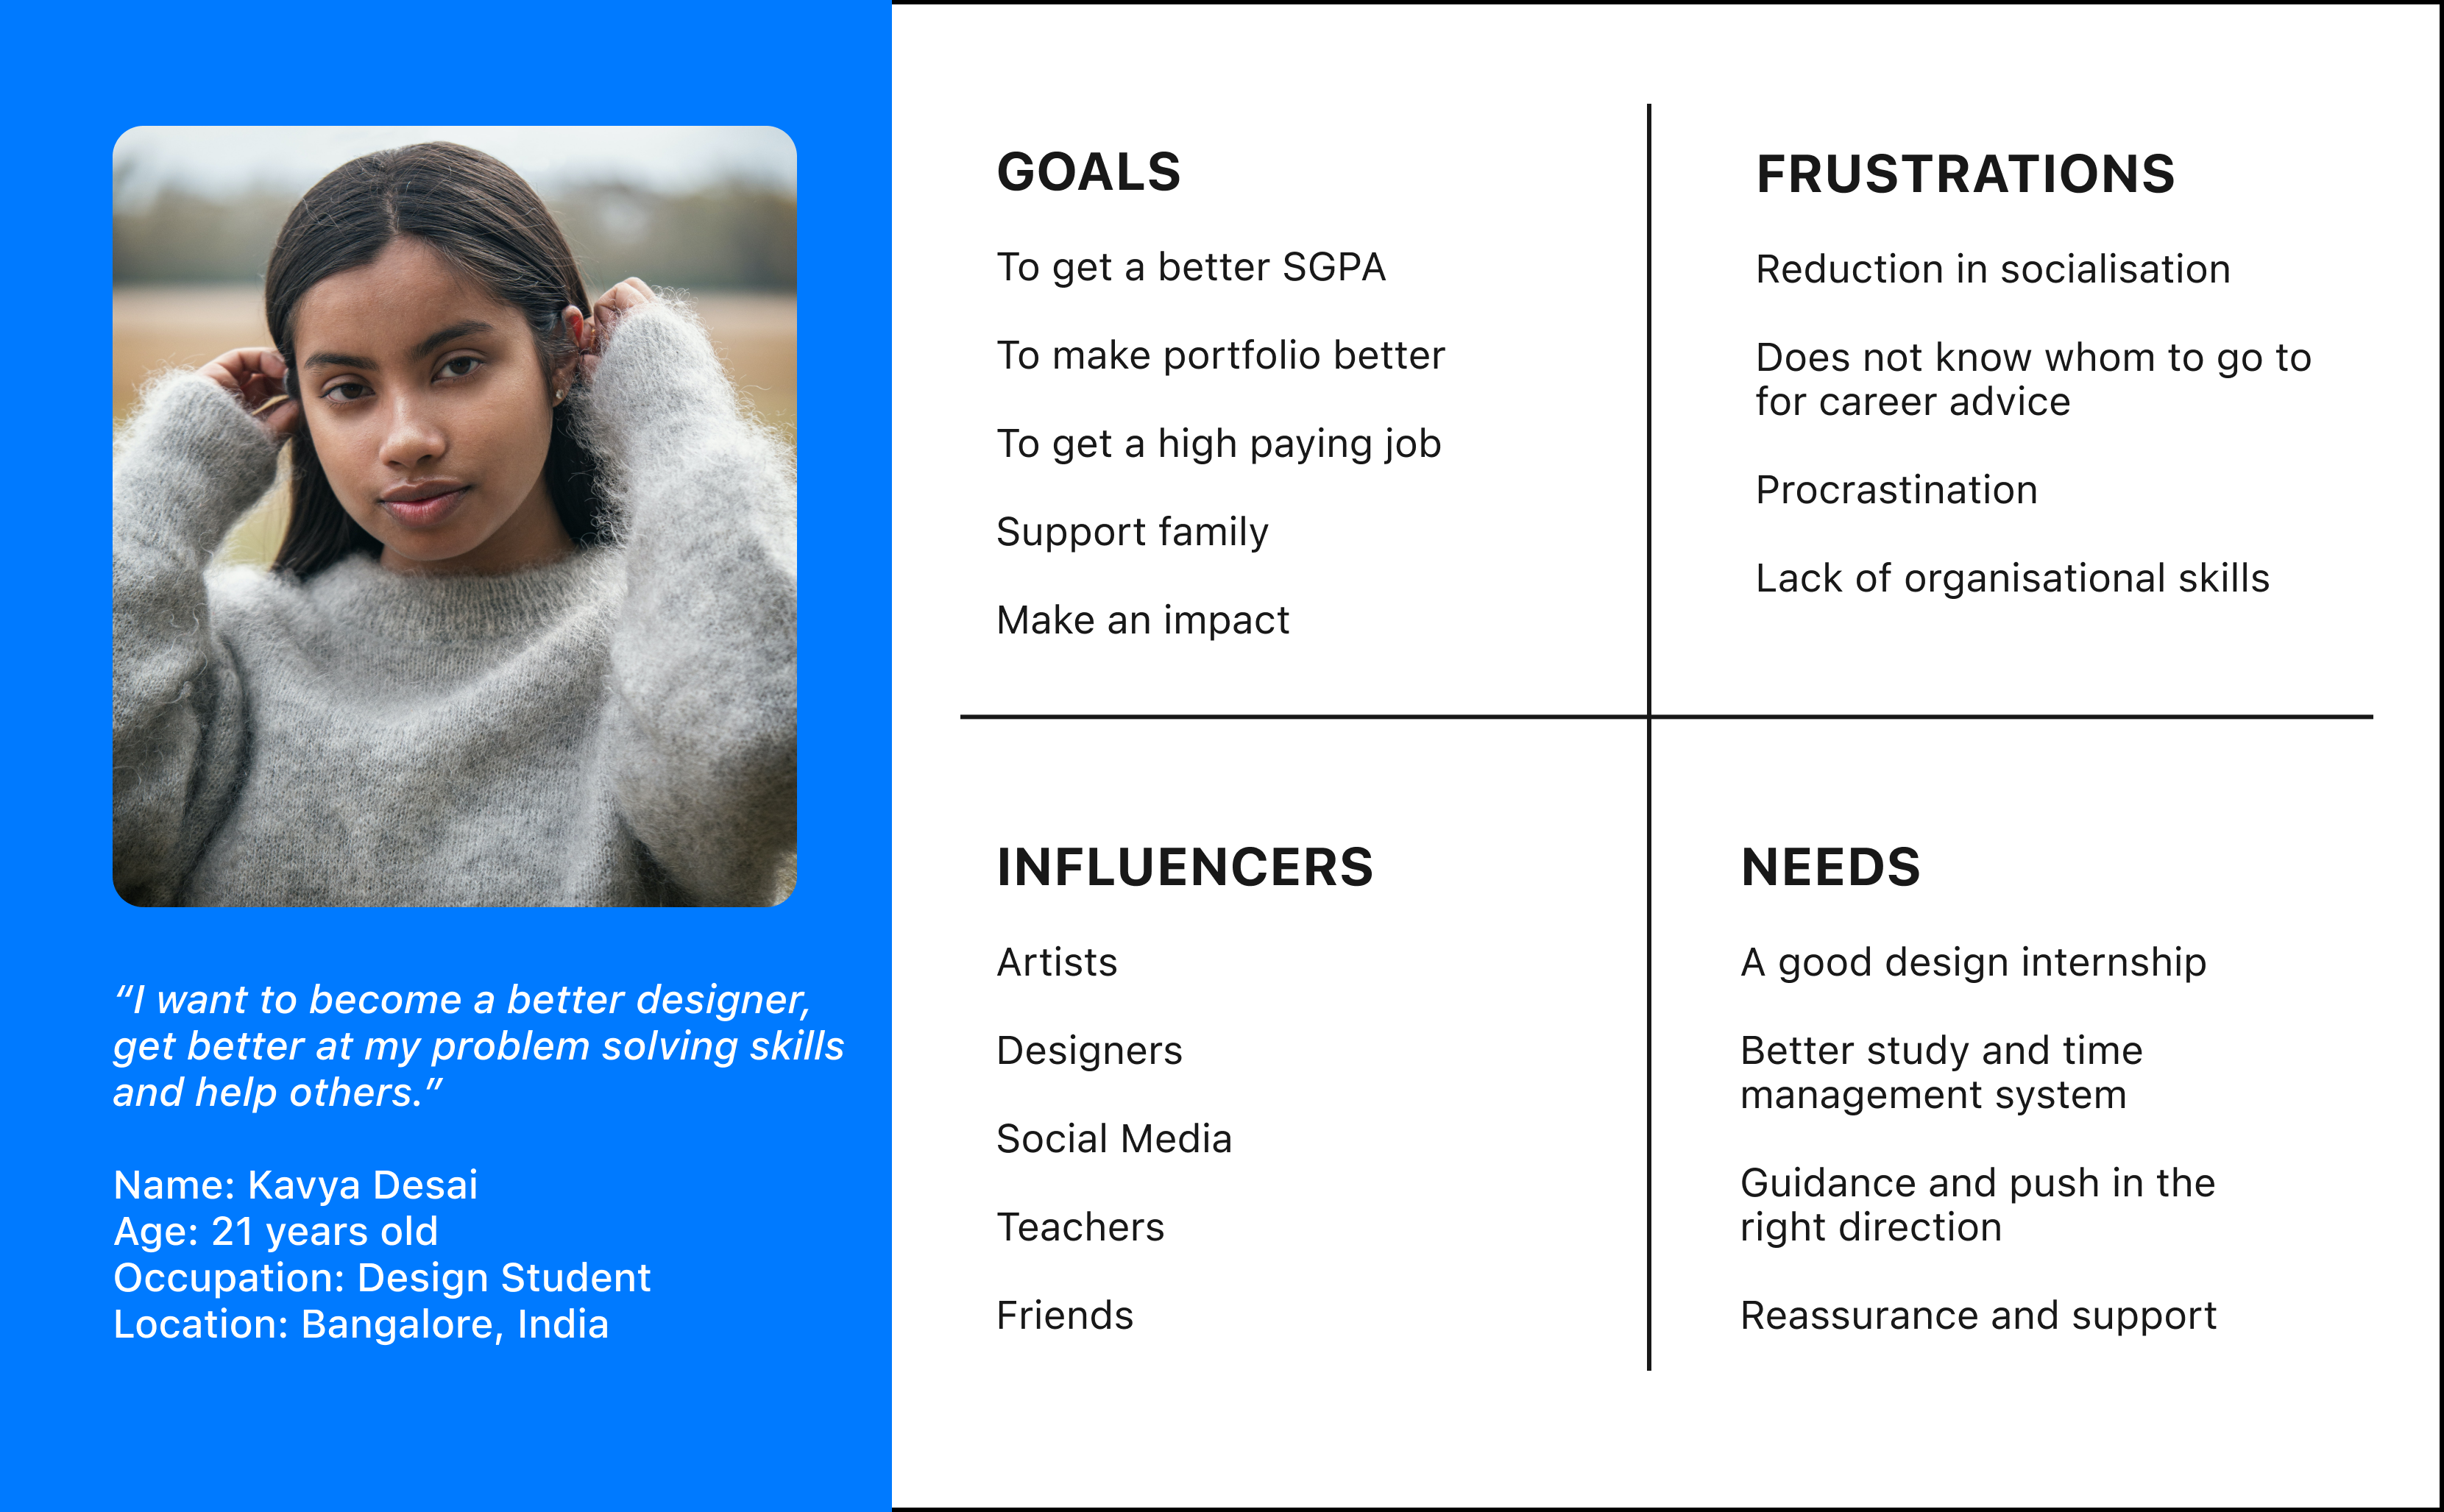 “I want to become a better designer,
get better at my problem solving skills
and help others.”
Name: Kavya Desai
Age: 21 years old
Occupation: Design Student
Location: Bangalore, India
GOALS
To get a better SGPA
To make portfolio better
To get a high paying job
Support family
Make an impact
FRUSTRATIONS
Reduction in socialisation
Does not know whom to go to
for career advice
Procrastination
Lack of organisational skills
INFLUENCERS
Artists
Designers
Social Media
Teachers
Friends
NEEDS
A good design internship
Better study and time
management system
Guidance and push in the
right direction
Reassurance and support